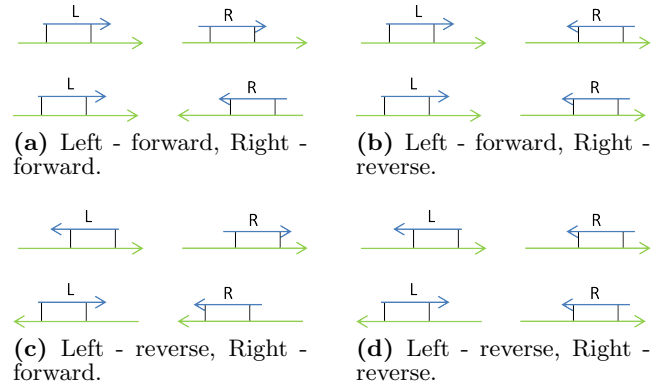 L R L R
L R L R
(a) Left - forward, Right -
forward.
(b) Left - forward, Right -
reverse.
L R L R
L R L R
(c) Left - reverse, Right -
forward.
(d) Left - reverse, Right -
reverse.